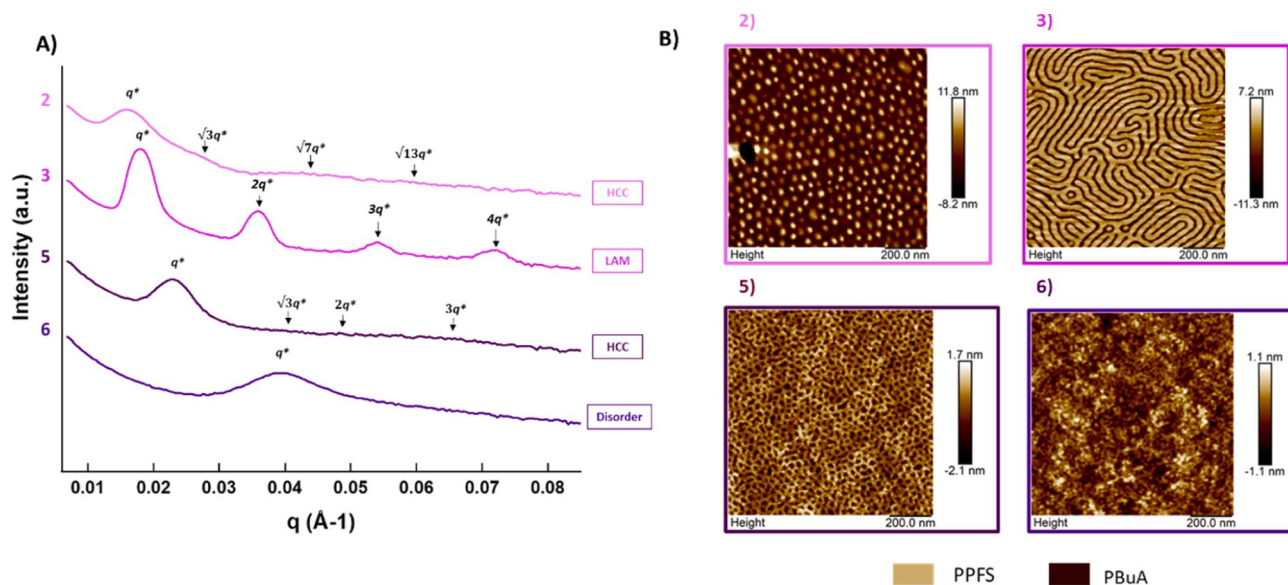 A)
Intensity (a.u.)
2
q*
√3q*
√7q*
√13q*
HCC
3
q*
2q*
3q*
4q*
LAM
5
q*
√3q*
2q*
3q*
HCC
6
q*
Disorder
0.01 0.02 0.03 0.04 0.05 0.06 0.07 0.08
q (Å-1)
B)
2)
11.8 nm
-8.2 nm
Height
200.0 nm
3)
7.2 nm
-11.3 nm
Height
200.0 nm
5)
1.7 nm
-2.1 nm
Height
200.0 nm
6)
1.1 nm
-1.1 nm
Height
200.0 nm
PPFS
PBuA